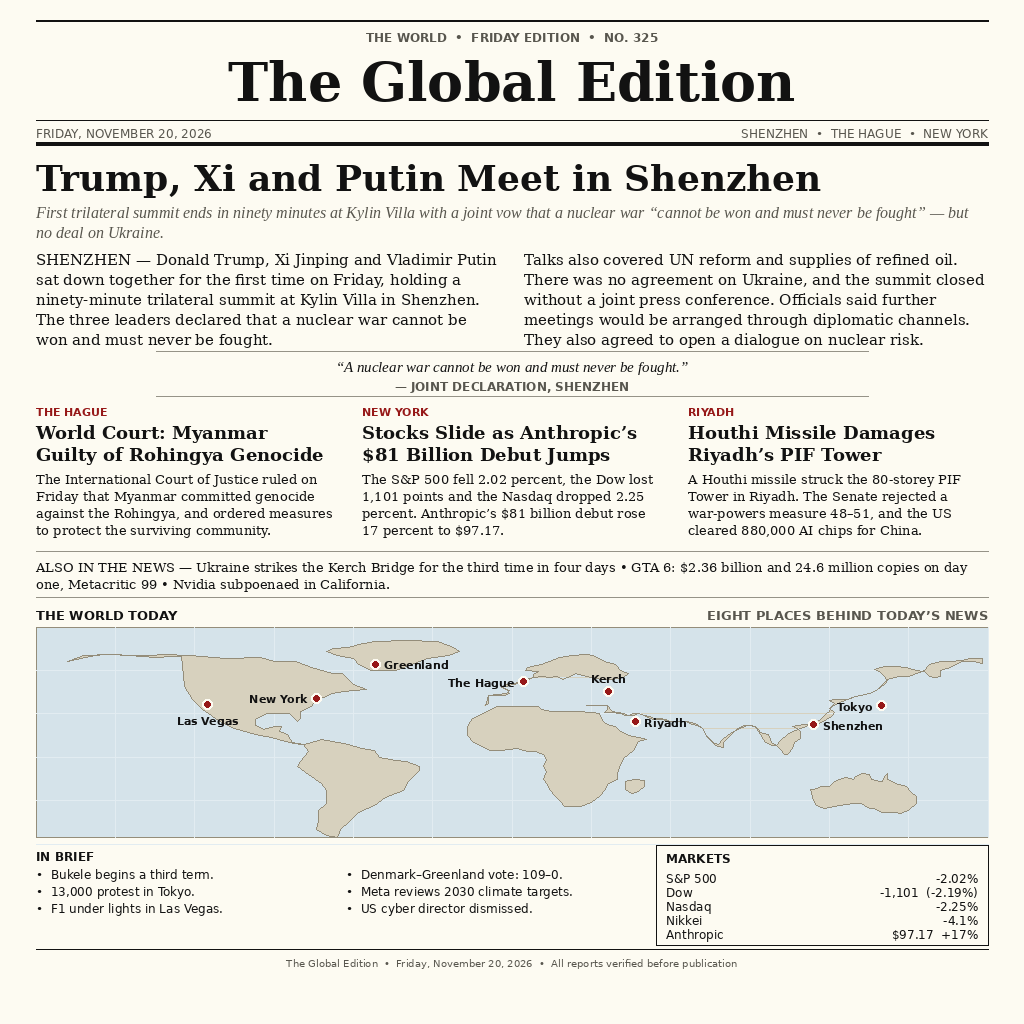 THE WORLD • FRIDAY EDITION • NO. 325
The Global Edition
FRIDAY, NOVEMBER 20, 2026
SHENZHEN • THE HAGUE • NEW YORK
Trump, Xi and Putin Meet in Shenzhen
First trilateral summit ends in ninety minutes at Kylin Villa with a joint vow that a nuclear war “cannot be won and must never be fought” — but
no deal on Ukraine.
SHENZHEN — Donald Trump, Xi Jinping and Vladimir Putin
sat down together for the first time on Friday, holding a
ninety-minute trilateral summit at Kylin Villa in Shenzhen.
The three leaders declared that a nuclear war cannot be
won and must never be fought.
Talks also covered UN reform and supplies of refined oil.
There was no agreement on Ukraine, and the summit closed
without a joint press conference. Officials said further
meetings would be arranged through diplomatic channels.
They also agreed to open a dialogue on nuclear risk.
“A nuclear war cannot be won and must never be fought.”
— JOINT DECLARATION, SHENZHEN
THE HAGUE
World Court: Myanmar
Guilty of Rohingya Genocide
The International Court of Justice ruled on
Friday that Myanmar committed genocide
against the Rohingya, and ordered measures
to protect the surviving community.
NEW YORK
Stocks Slide as Anthropic’s
$81 Billion Debut Jumps
The S&P 500 fell 2.02 percent, the Dow lost
1,101 points and the Nasdaq dropped 2.25
percent. Anthropic’s $81 billion debut rose
17 percent to $97.17.
RIYADH
Houthi Missile Damages
Riyadh’s PIF Tower
A Houthi missile struck the 80-storey PIF
Tower in Riyadh. The Senate rejected a
war-powers measure 48–51, and the US
cleared 880,000 AI chips for China.
ALSO IN THE NEWS — Ukraine strikes the Kerch Bridge for the third time in four days • GTA 6: $2.36 billion and 24.6 million copies on day
one, Metacritic 99 • Nvidia subpoenaed in California.
THE WORLD TODAY
EIGHT PLACES BEHIND TODAY’S NEWS
Greenland
The Hague
Kerch
New York
Las Vegas
Riyadh
Tokyo
Shenzhen
IN BRIEF
• Bukele begins a third term.
• 13,000 protest in Tokyo.
• F1 under lights in Las Vegas.
• Denmark–Greenland vote: 109–0.
• Meta reviews 2030 climate targets.
• US cyber director dismissed.
MARKETS
S&P 500 -2.02%
Dow -1,101 (-2.19%)
Nasdaq -2.25%
Nikkei -4.1%
Anthropic $97.17 +17%
The Global Edition • Friday, November 20, 2026 • All reports verified before publication